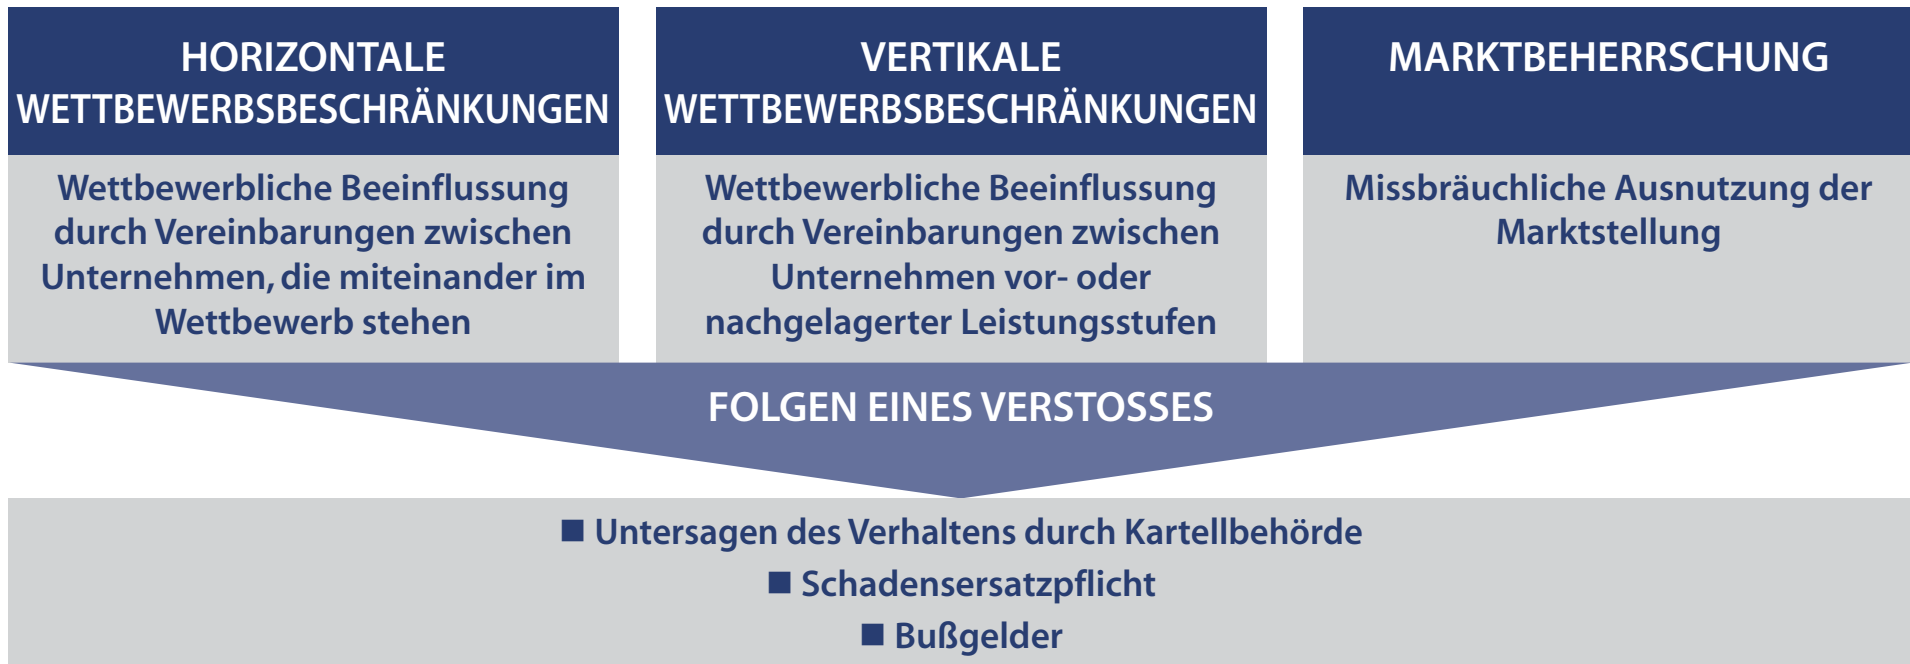 HORIZONTALE
WETTBEWERBSBESCHRÄNKUNGEN
Wettbewerbliche Beeinflussung
durch Vereinbarungen zwischen
Unternehmen, die miteinander im
Wettbewerb stehen
VERTIKALE
WETTBEWERBSBESCHRÄNKUNGEN
Wettbewerbliche Beeinflussung
durch Vereinbarungen zwischen
Unternehmen vor- oder
nachgelagerter Leistungsstufen
MARKTBEHERRSCHUNG
Missbräuchliche Ausnutzung der
Marktstellung
FOLGEN EINES VERSTOSSES
■ Untersagen des Verhaltens durch Kartellbehörde
■ Schadensersatzpflicht
■ Bußgelder